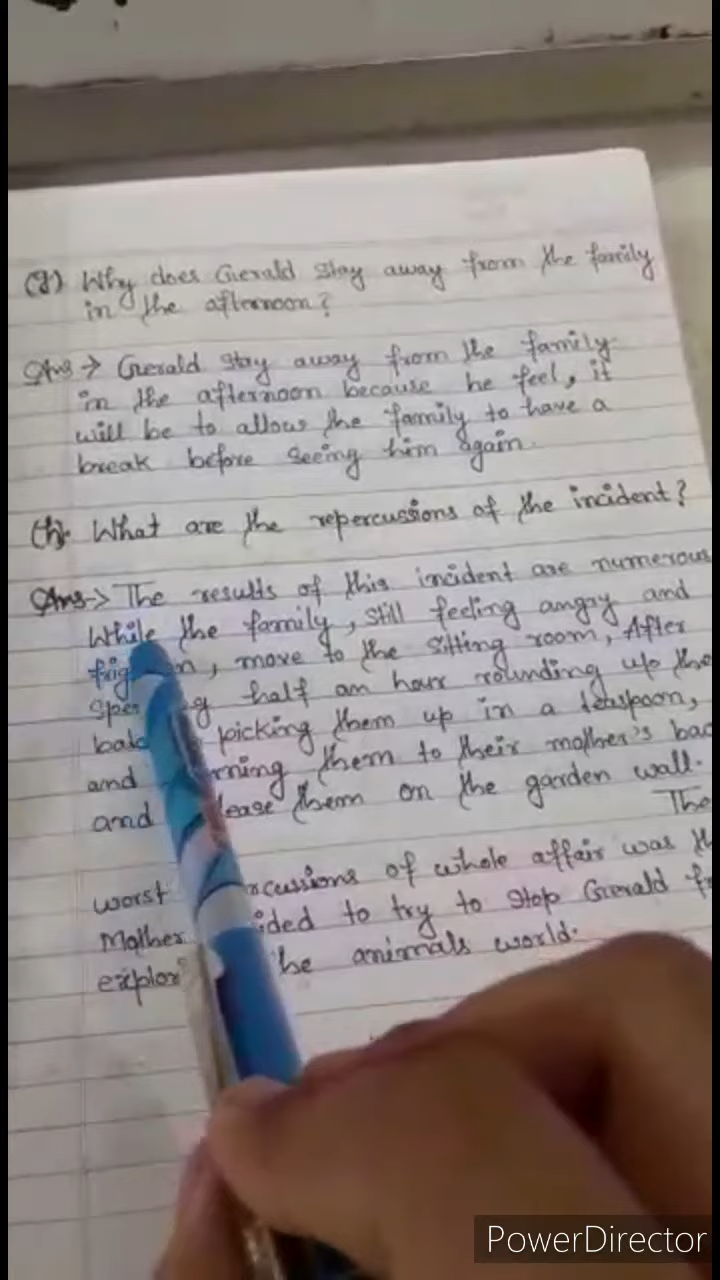 (g) Why does Gerald stay away from the family
in the afternoon?
Ans → Gerald stay away from the family
in the afternoon because he feel, it
will be to allow the family to have a
break before seeing him again.
(h). What are the repercussions of the incident?
Ans → The results of this incident are numerous
While the family, still feeling angry and
move to the sitting room, After
half an hour rounding up the
picking them up in a teaspoon,
and them to their mother's
and them on the garden wall.
The
worst of whole affair was
Mother to try to stop Gerald
animals world.
PowerDirector